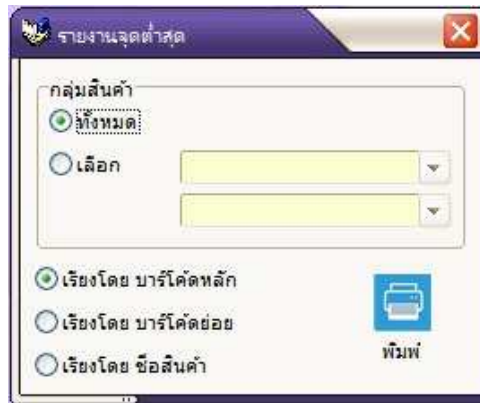 รายงานจุดต่ำสุด
กลุ่มสินค้า
ทั้งหมด
เลือก
เรียงโดย บาร์โค้ดหลัก
เรียงโดย บาร์โค้ดย่อย
เรียงโดย ชื่อสินค้า
พิมพ์